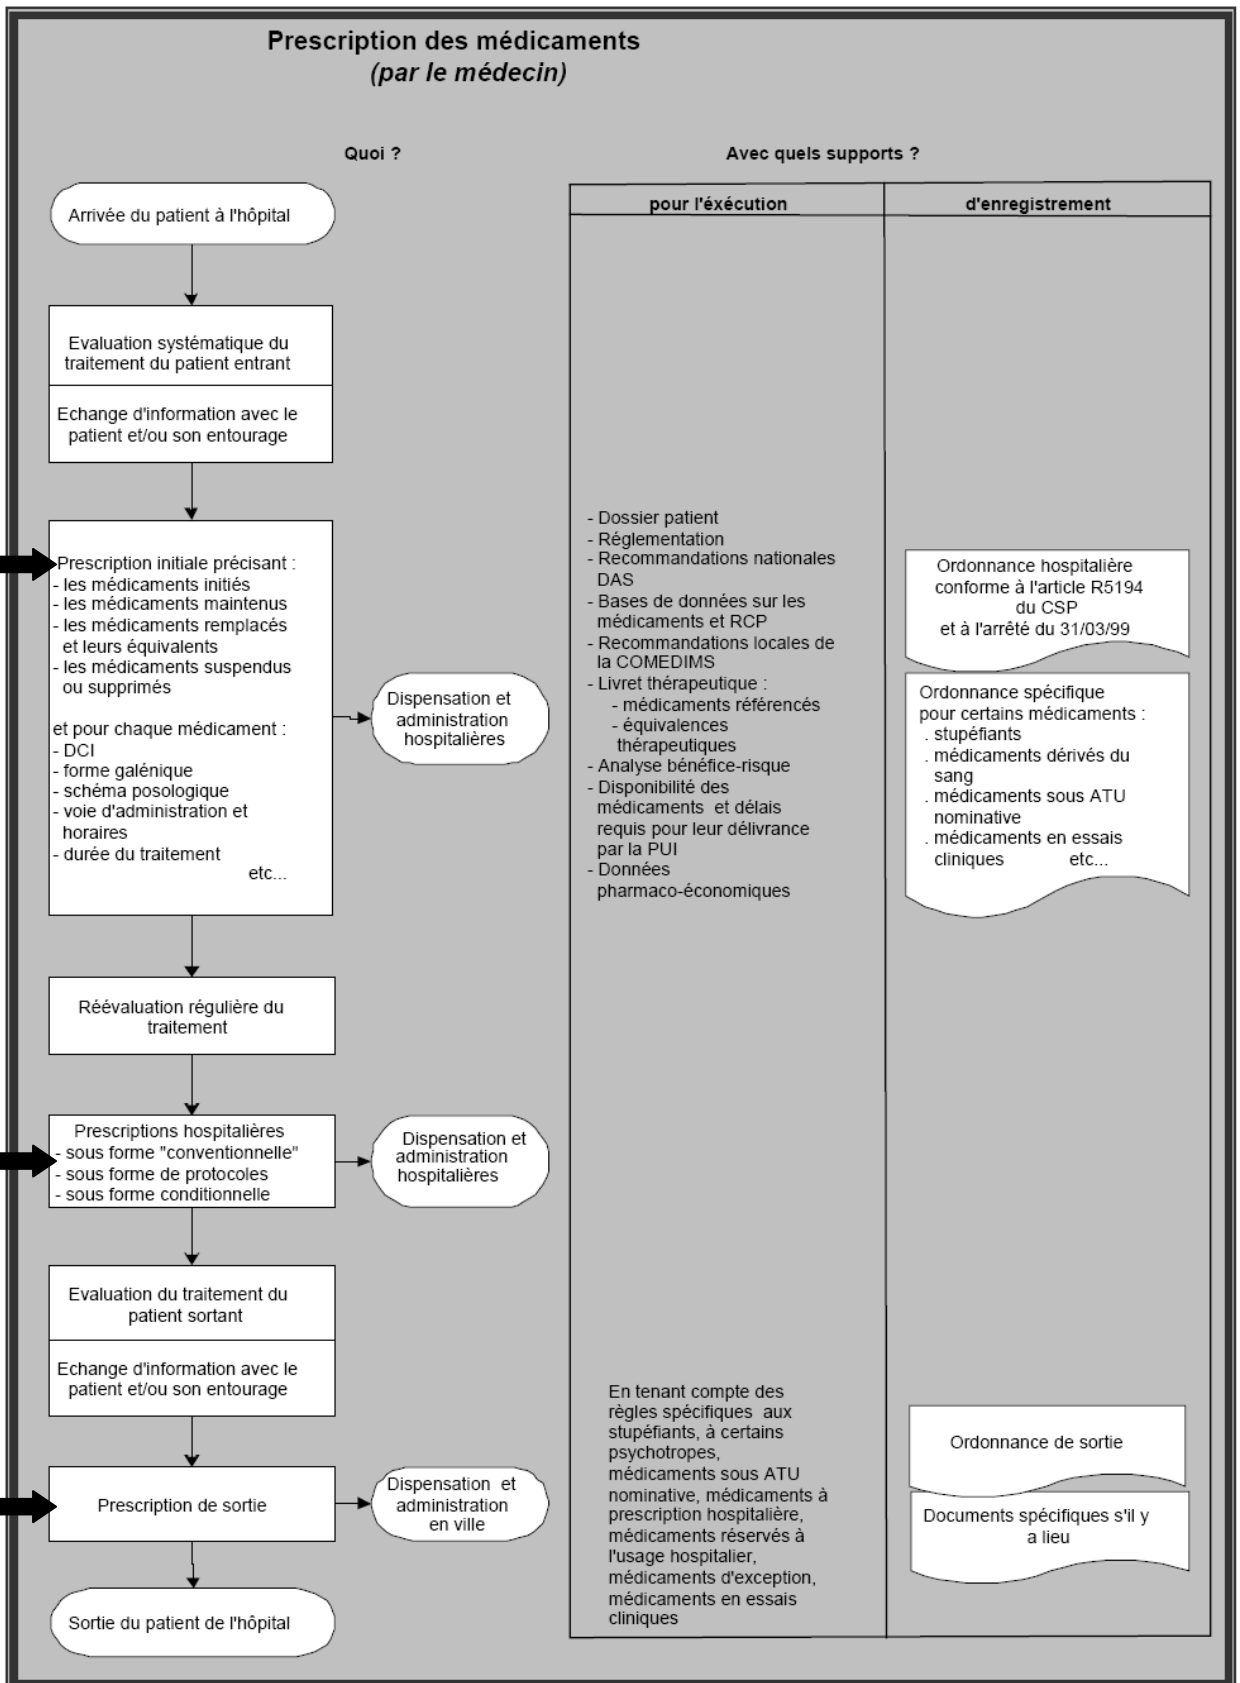 Prescription des médicaments
(par le médecin)
Quoi ?
Avec quels supports ?
Arrivée du patient à l'hôpital
Evaluation systématique du
traitement du patient entrant
Echange d'information avec le
patient et/ou son entourage
Prescription initiale précisant :
- les médicaments initiés
- les médicaments maintenus
- les médicaments remplacés
et leurs équivalents
- les médicaments suspendus
ou supprimés
et pour chaque médicament :
- DCI
- forme galénique
- schéma posologique
- voie d'administration et
horaires
- durée du traitement
etc...
Dispensation et
administration
hospitalières
Réévaluation régulière du
traitement
Prescriptions hospitalières
- sous forme "conventionnelle"
- sous forme de protocoles
- sous forme conditionnelle
Dispensation et
administration
hospitalières
Evaluation du traitement du
patient sortant
Echange d'information avec le
patient et/ou son entourage
Prescription de sortie
Dispensation et
administration
en ville
Sortie du patient de l'hôpital
pour l'éxécution
- Dossier patient
- Réglementation
- Recommandations nationales
DAS
- Bases de données sur les
médicaments et RCP
- Recommandations locales de
la COMEDIMS
- Livret thérapeutique :
- médicaments référencés
- équivalences
thérapeutiques
- Analyse bénéfice-risque
- Disponibilité des
médicaments et délais
requis pour leur délivrance
par la PUI
- Données
pharmaco-économiques
En tenant compte des
règles spécifiques aux
stupéfiants, à certains
psychotropes,
médicaments sous ATU
nominative, médicaments à
prescription hospitalière,
médicaments réservés à
l'usage hospitalier,
médicaments d'exception,
médicaments en essais
cliniques
d'enregistrement
Ordonnance hospitalière
conforme à l'article R5194
du CSP
et à l'arrêté du 31/03/99
Ordonnance spécifique
pour certains médicaments :
. stupéfiants
. médicaments dérivés du
sang
. médicaments sous ATU
nominative
. médicaments en essais
cliniques etc...
Ordonnance de sortie
Documents spécifiques s'il y
a lieu